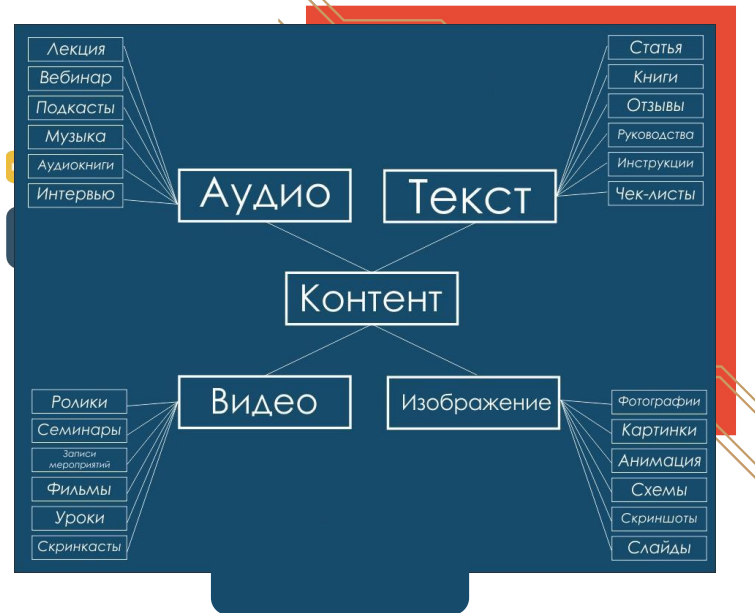 Лекция
Вебинар
Подкасты
Музыка
Аудиокниги
Интервью
Аудио
Статья
Книги
Отзывы
Руководства
Инструкции
Чек-листы
Текст
Контент
Видео
Ролики
Семинары
Записи
мероприятий
Фильмы
Уроки
Скринкасты
Изображение
Фотографии
Картинки
Анимация
Схемы
Скриншоты
Слайды